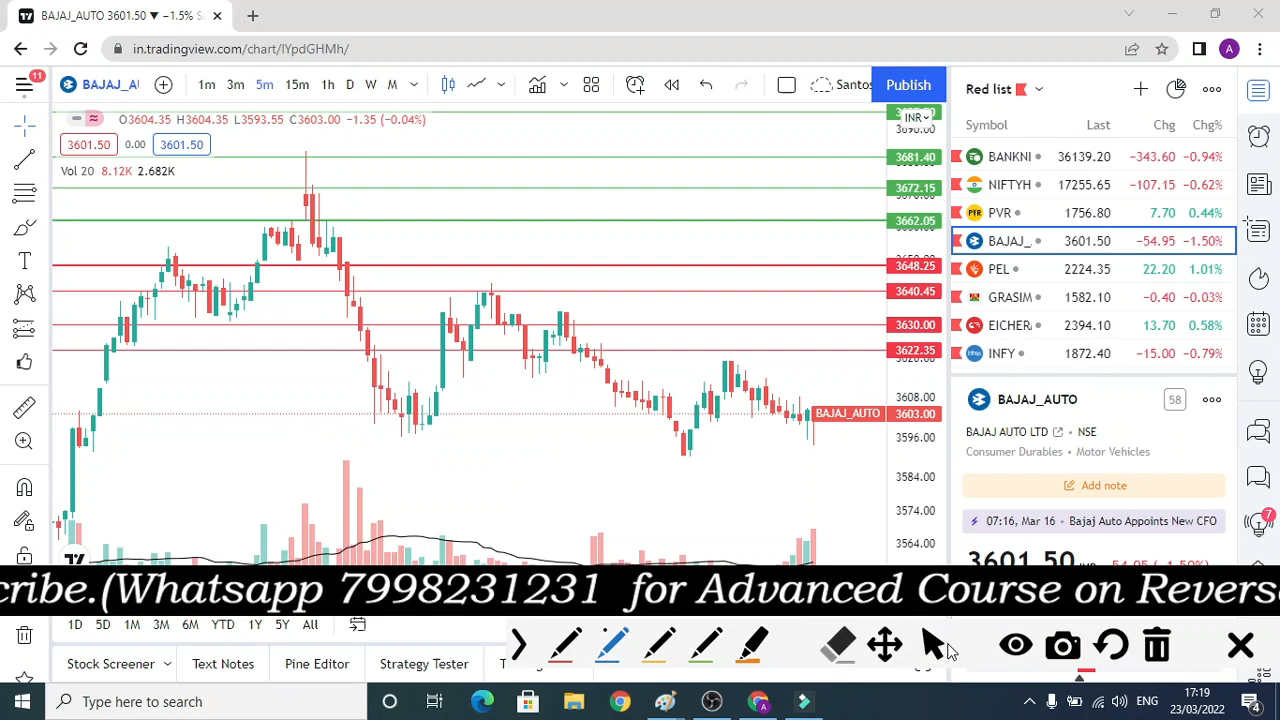 BAJAJ_AUTO 3601.50 ▼ −1.5% S
in.tradingview.com/chart/IYpdGHMh/
A
11
BAJAJ_A
1m 3m 5m 15m 1h D W M
Santos
Publish
O3604.35 H3604.35 L3593.55 C3603.00 −1.35 (−0.04%)
3601.50 0.00 3601.50
Vol 20 8.12K 2.682K
INR
3690.00
3681.40
3672.15
3662.05
3648.25
3640.45
3630.00
3622.35
3608.00
BAJAJ_AUTO 3603.00
3596.00
3584.00
3574.00
3564.00
Red list
Symbol Last Chg Chg%
BANKNI 36139.20 −343.60 −0.94%
NIFTYH 17255.65 −107.15 −0.62%
PVR 1756.80 7.70 0.44%
BAJAJ_ 3601.50 −54.95 −1.50%
PEL 2224.35 22.20 1.01%
GRASIM 1582.10 −0.40 −0.03%
EICHER 2394.10 13.70 0.58%
INFY 1872.40 −15.00 −0.79%
BAJAJ_AUTO 58
BAJAJ AUTO LTD • NSE
Consumer Durables • Motor Vehicles
Add note
07:16, Mar 16 • Bajaj Auto Appoints New CFO
7
3601.50
cribe.(Whatsapp 7998231231 for Advanced Course on Revers
1D 5D 1M 3M 6M YTD 1Y 5Y All
Stock Screener Text Notes Pine Editor Strategy Tester T
Type here to search
ENG
17:19
23/03/2022
4